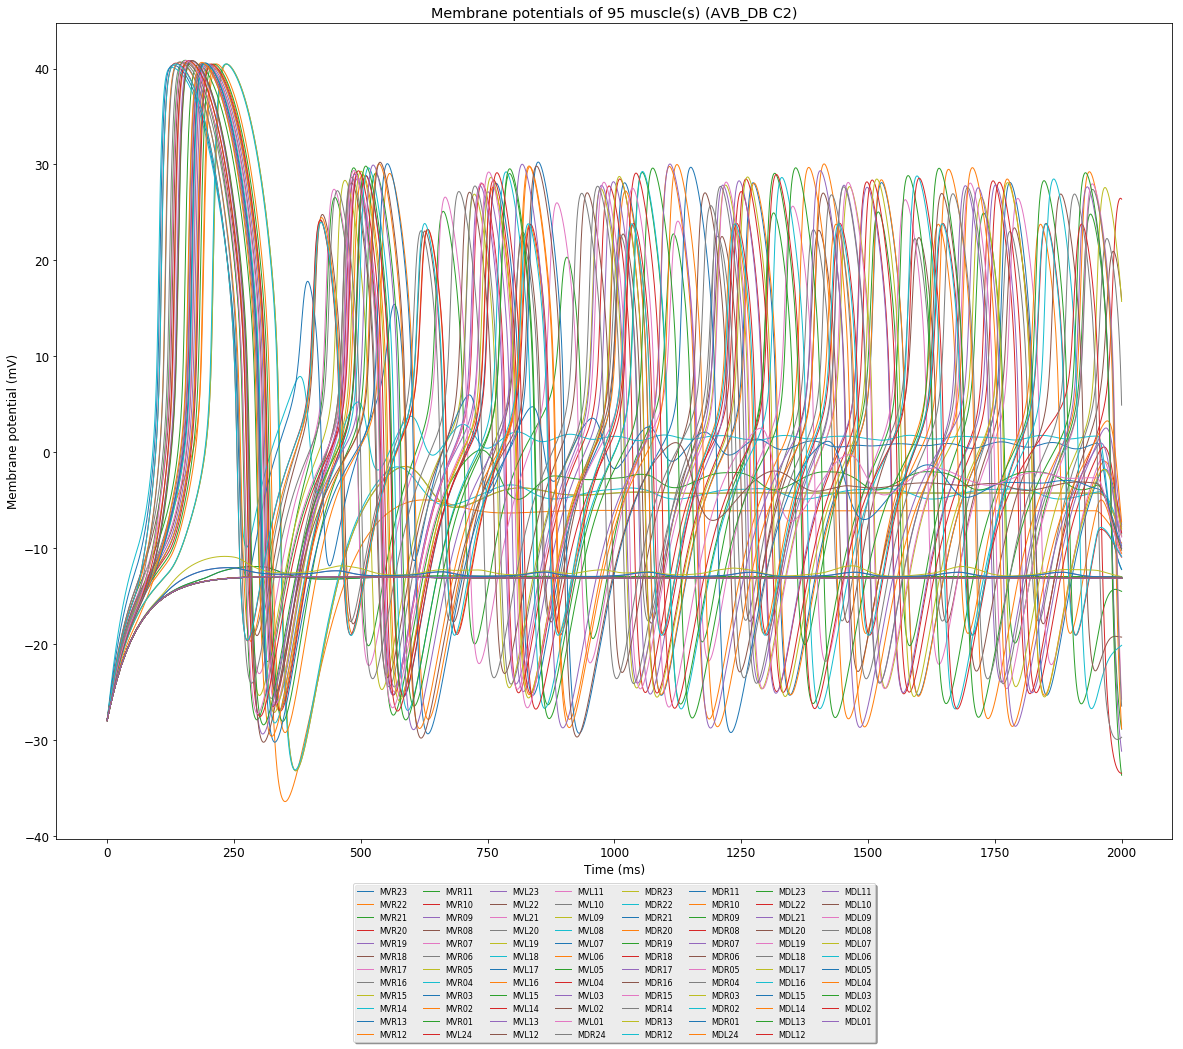 Membrane potentials of 95 muscle(s) (AVB_DB C2)
Membrane potential (mV)
40
30
20
10
0
−10
−20
−30
−40
0 250 500 750 1000 1250 1500 1750 2000
Time (ms)
MVR23 MVR11 MVL23 MVL11 MDR23 MDR11 MDL23 MDL11
MVR22 MVR10 MVL22 MVL10 MDR22 MDR10 MDL22 MDL10
MVR21 MVR09 MVL21 MVL09 MDR21 MDR09 MDL21 MDL09
MVR20 MVR08 MVL20 MVL08 MDR20 MDR08 MDL20 MDL08
MVR19 MVR07 MVL19 MVL07 MDR19 MDR07 MDL19 MDL07
MVR18 MVR06 MVL18 MVL06 MDR18 MDR06 MDL18 MDL06
MVR17 MVR05 MVL17 MVL05 MDR17 MDR05 MDL17 MDL05
MVR16 MVR04 MVL16 MVL04 MDR16 MDR04 MDL16 MDL04
MVR15 MVR03 MVL15 MVL03 MDR15 MDR03 MDL15 MDL03
MVR14 MVR02 MVL14 MVL02 MDR14 MDR02 MDL14 MDL02
MVR13 MVR01 MVL13 MVL01 MDR13 MDR01 MDL13 MDL01
MVR12 MVL24 MVL12 MDR24 MDR12 MDL24 MDL12